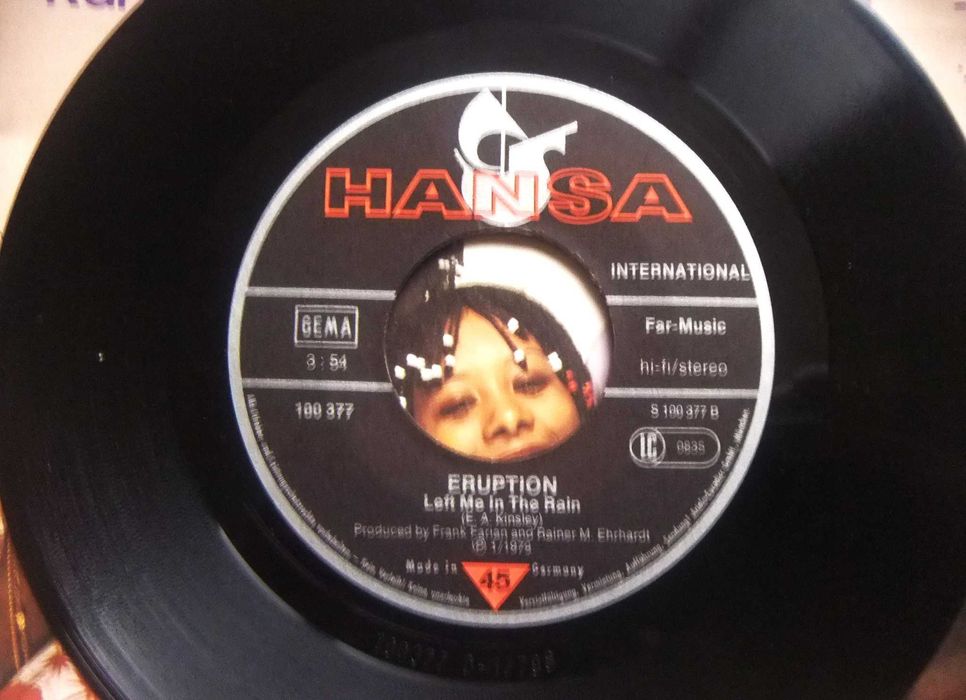 HANSA
INTERNATIONAL
GEMA
3:54
100 377
Far-Music
hi-fi/stereo
S 100 377 B
LC 0835
ERUPTION
Left Me In The Rain
(E. A. Kinsley)
Produced by Frank Farian and Rainer M. Ehrhardt
℗ 1/1979
Made in 45 Germany